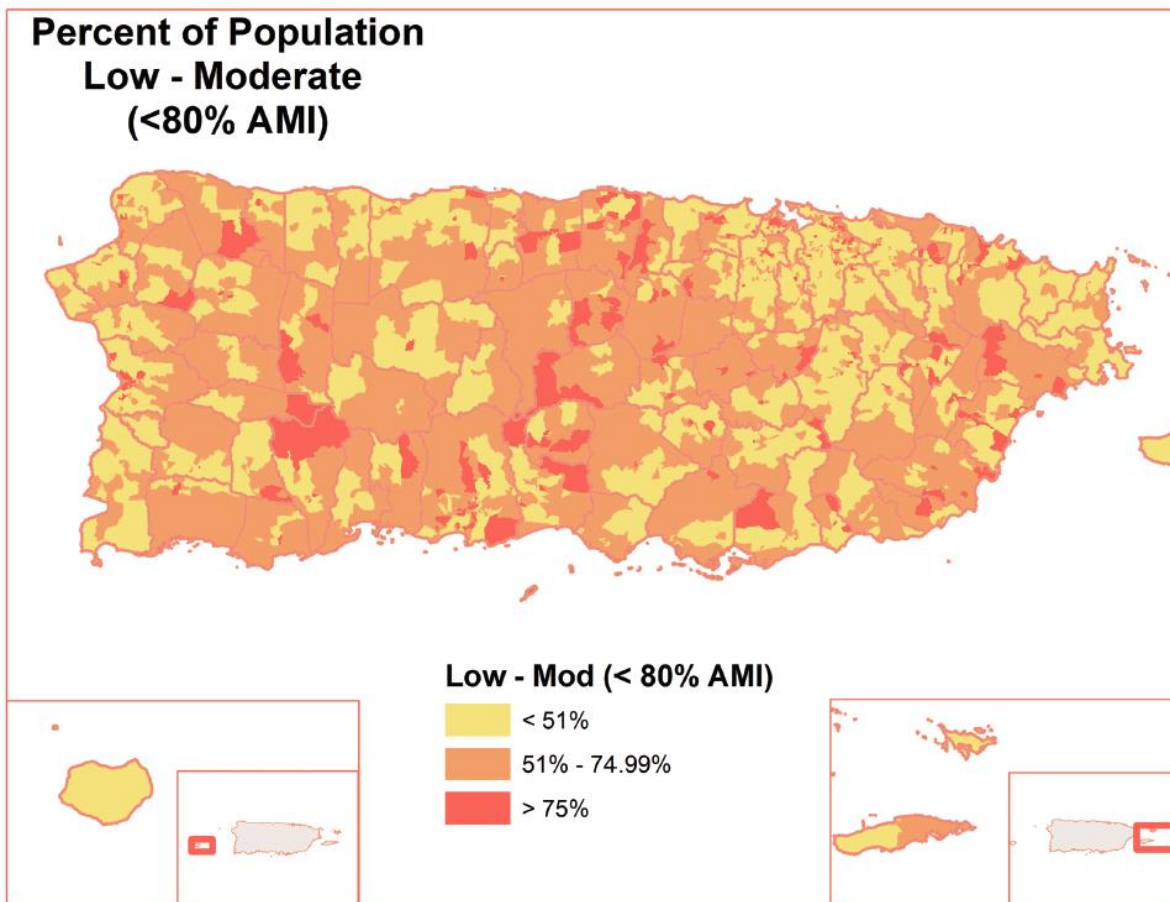 Percent of Population
Low - Moderate
(<80% AMI)
Low - Mod (< 80% AMI)
< 51%
51% - 74.99%
> 75%